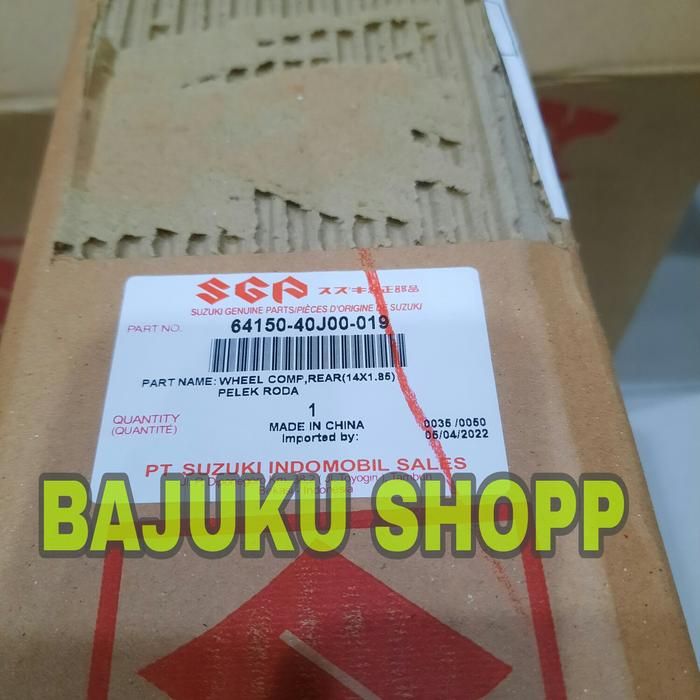 SGP スズキ純正部品
SUZUKI GENUINE PARTS/PIÈCES D'ORIGINE DE SUZUKI
PART NO. 64150-40J00-019
PART NAME: WHEEL COMP,REAR(14X1.85)
PELEK RODA
QUANTITY 1
(QUANTITÉ)
MADE IN CHINA 0035 /0050
Imported by: 05/04/2022
PT SUZUKI INDOMOBIL SALES
Indonesia
BAJUKU SHOPP